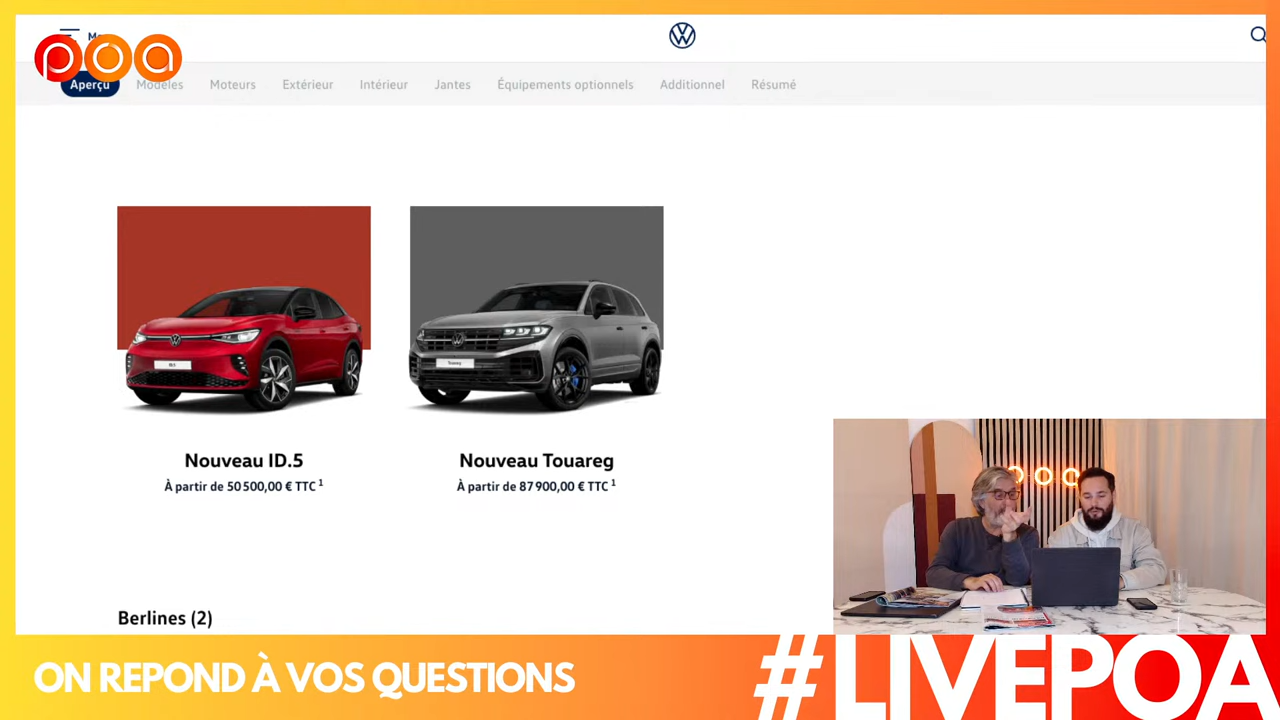 poa
Aperçu
Modèles
Moteurs
Extérieur
Intérieur
Jantes
Équipements optionnels
Additionnel
Résumé
Nouveau ID.5
À partir de 50 500,00 € TTC 1
Nouveau Touareg
À partir de 87 900,00 € TTC 1
Berlines (2)
ON REPOND À VOS QUESTIONS
#LIVEPOA